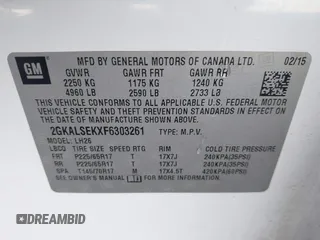 GM
MFD BY GENERAL MOTORS OF CANADA LTD. 02/15
GVWR GAWR FRT GAWR RR
2250 KG 1175 KG 1240 KG
4960 LB 2590 LB 2733 LB
THIS VEHICLE CONFORMS TO ALL APPLICABLE U.S. FEDERAL MOTOR
VEHICLE SAFETY AND THEFT PREVENTION STANDARDS IN EFFECT
ON THE DATE OF MANUFACTURE SHOWN ABOVE.
2GKALSEKXF6303261 TYPE: M.P.V.
MODEL: LH26
TIRE SIZE SPEED RTG RIM COLD TIRE PRESSURE
FRT P225/65R17 T 17X7J 240KPA(35PSI)
RR P225/65R17 T 17X7J 240KPA(35PSI)
SPA T145/70R17 M 17X4.5T 420KPA(60PSI)
SEE OWNER'S MANUAL FOR MORE INFORMATION.
DREAMBID